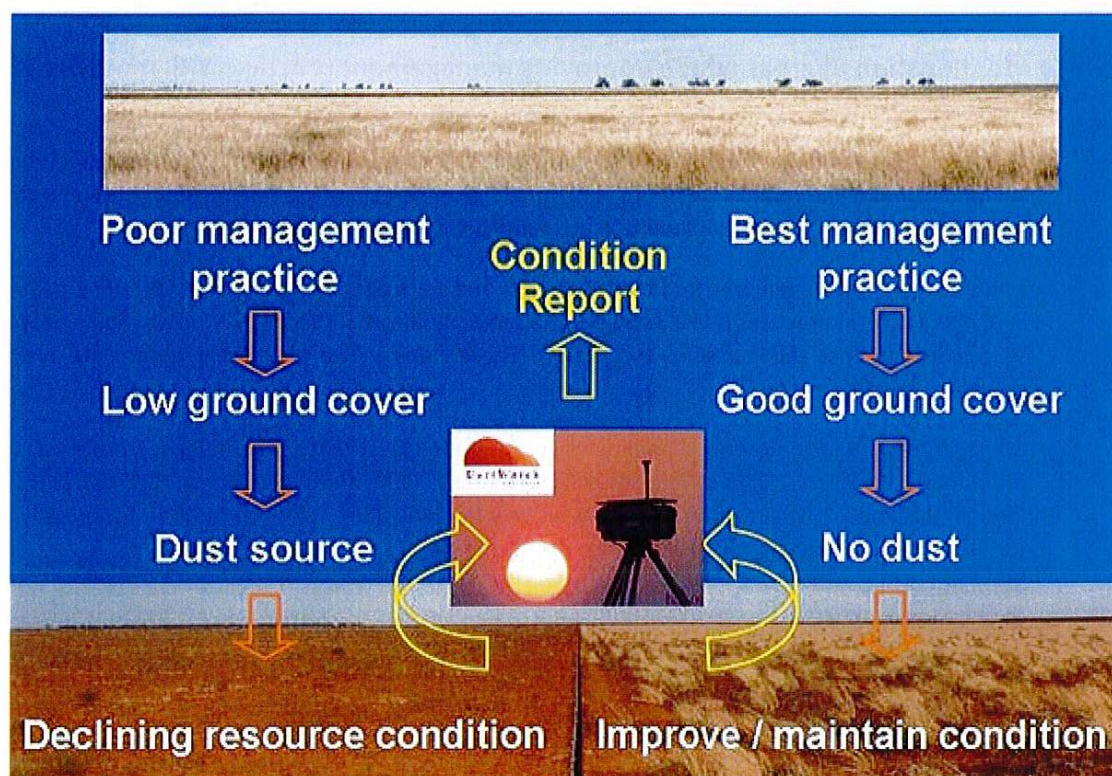 Poor management
practice
Best management
practice
Condition
Report
Low ground cover
Good ground cover
DustWatch
Dust source
No dust
Declining resource condition
Improve / maintain condition